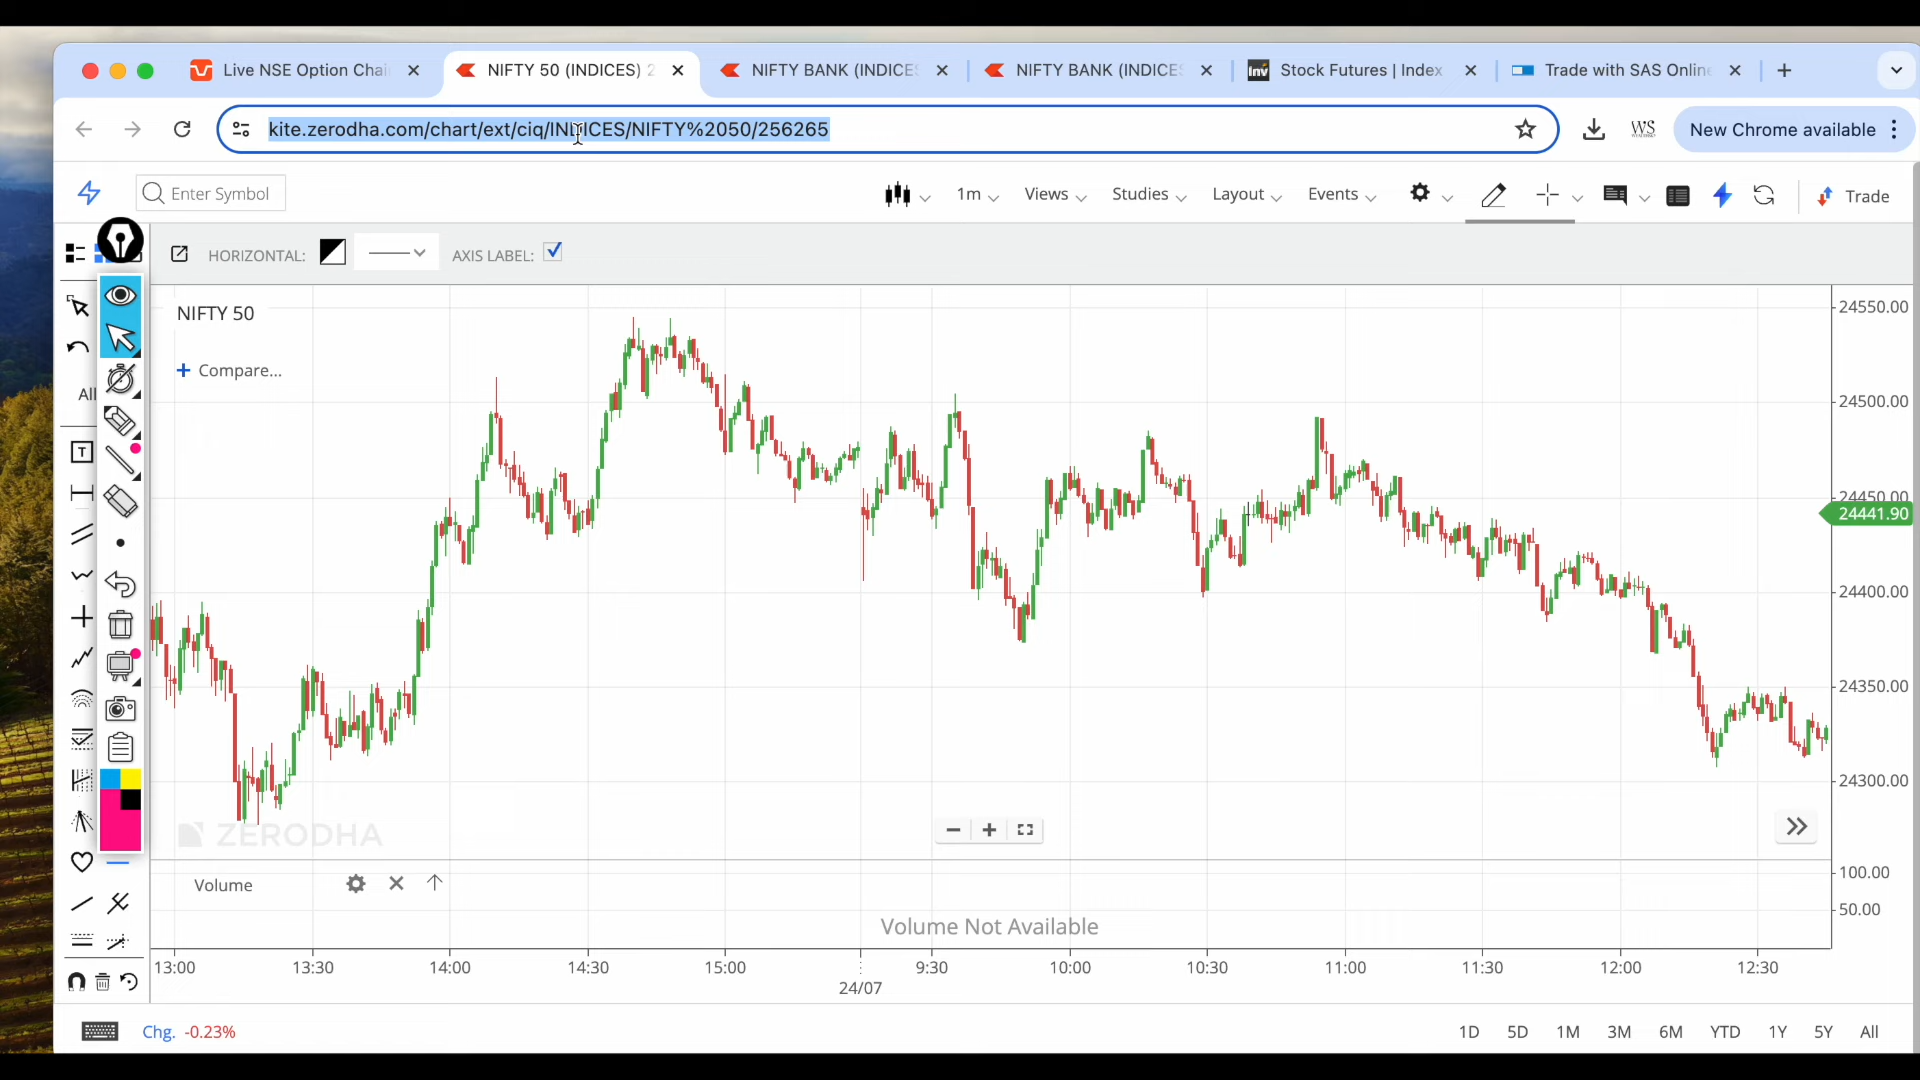 Live NSE Option Chai
NIFTY 50 (INDICES) 2
NIFTY BANK (INDICES
NIFTY BANK (INDICES
Inv Stock Futures | Index
Trade with SAS Online
kite.zerodha.com/chart/ext/ciq/INDICES/NIFTY%2050/256265
WS
New Chrome available
Enter Symbol
1m
Views
Studies
Layout
Events
Trade
HORIZONTAL:
AXIS LABEL:
NIFTY 50
Compare...
All
T
24550.00
24500.00
24450.00
24441.90
24400.00
24350.00
24300.00
ZERODHA
Volume
100.00
50.00
Volume Not Available
13:00 13:30 14:00 14:30 15:00 9:30 10:00 10:30 11:00 11:30 12:00 12:30
24/07
Chg. -0.23%
1D 5D 1M 3M 6M YTD 1Y 5Y All